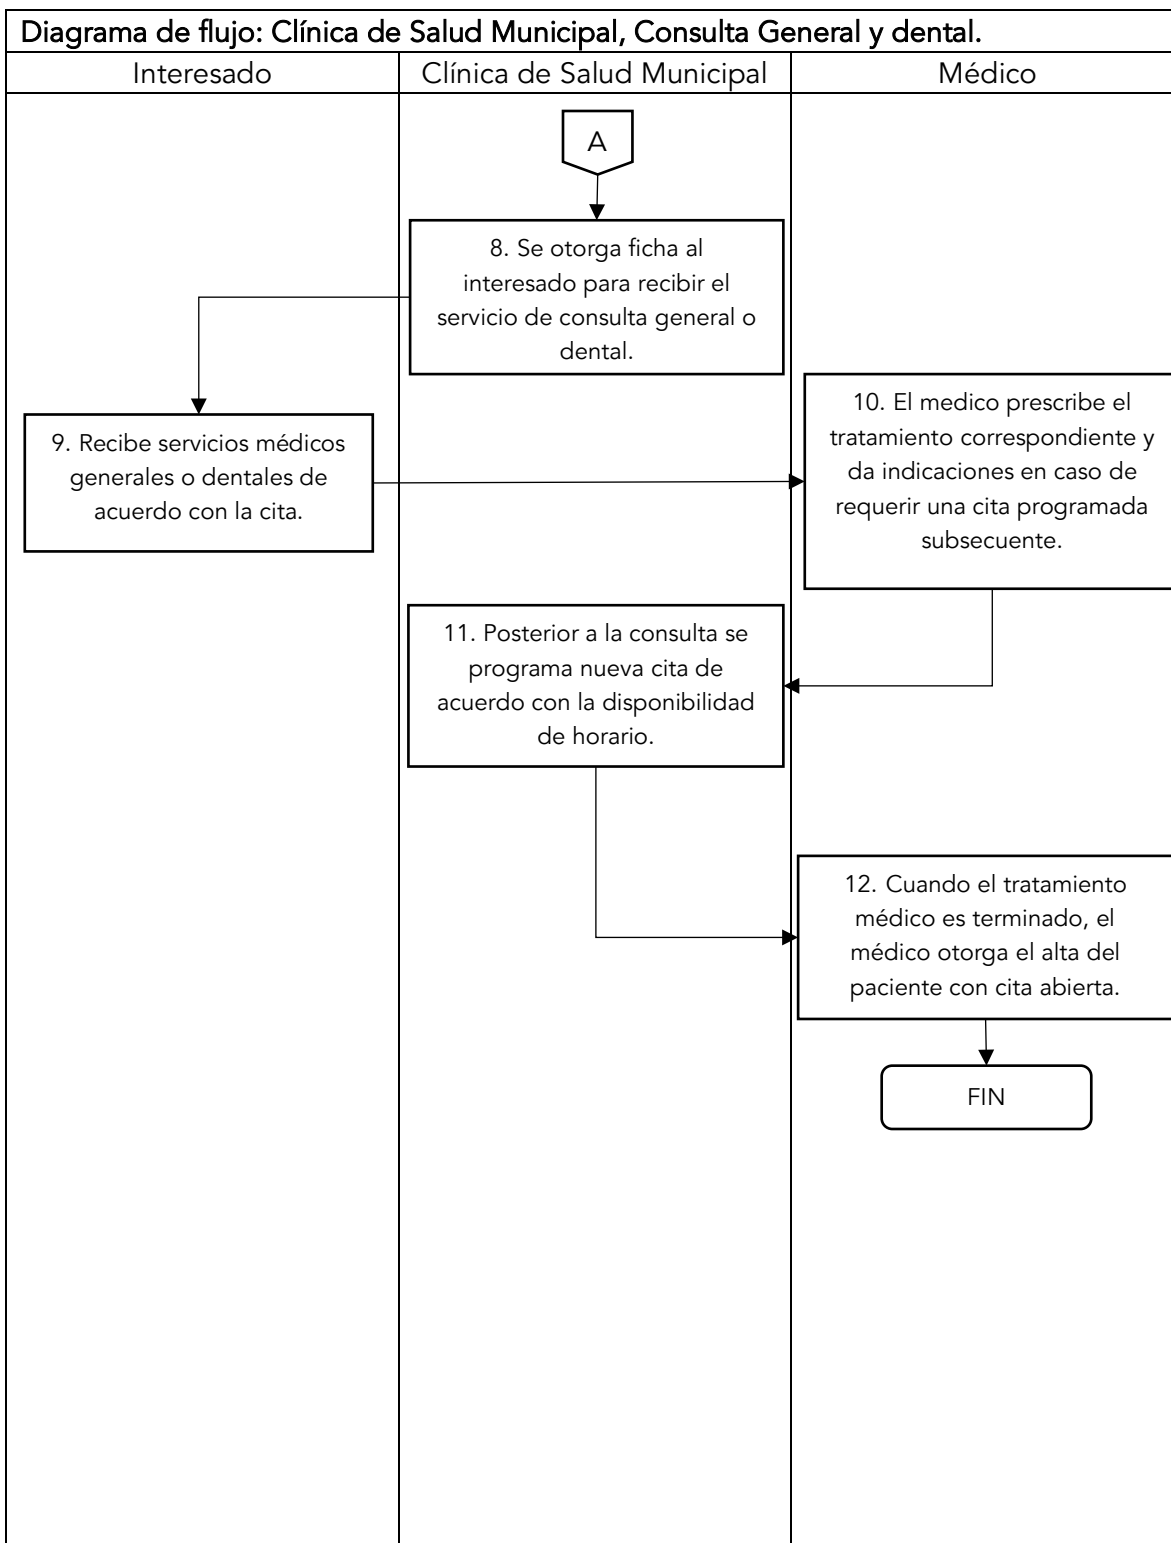 Diagrama de flujo: Clínica de Salud Municipal, Consulta General y dental.
Interesado
Clínica de Salud Municipal
Médico
A
8. Se otorga ficha al
interesado para recibir el
servicio de consulta general o
dental.
9. Recibe servicios médicos
generales o dentales de
acuerdo con la cita.
10. El medico prescribe el
tratamiento correspondiente y
da indicaciones en caso de
requerir una cita programada
subsecuente.
11. Posterior a la consulta se
programa nueva cita de
acuerdo con la disponibilidad
de horario.
12. Cuando el tratamiento
médico es terminado, el
médico otorga el alta del
paciente con cita abierta.
FIN